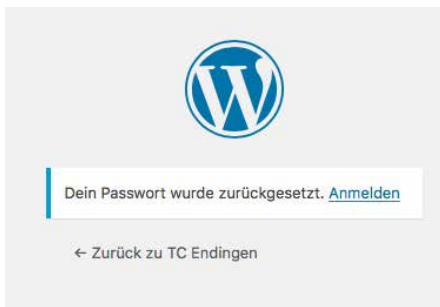 Dein Passwort wurde zurückgesetzt. Anmelden
← Zurück zu TC Endingen